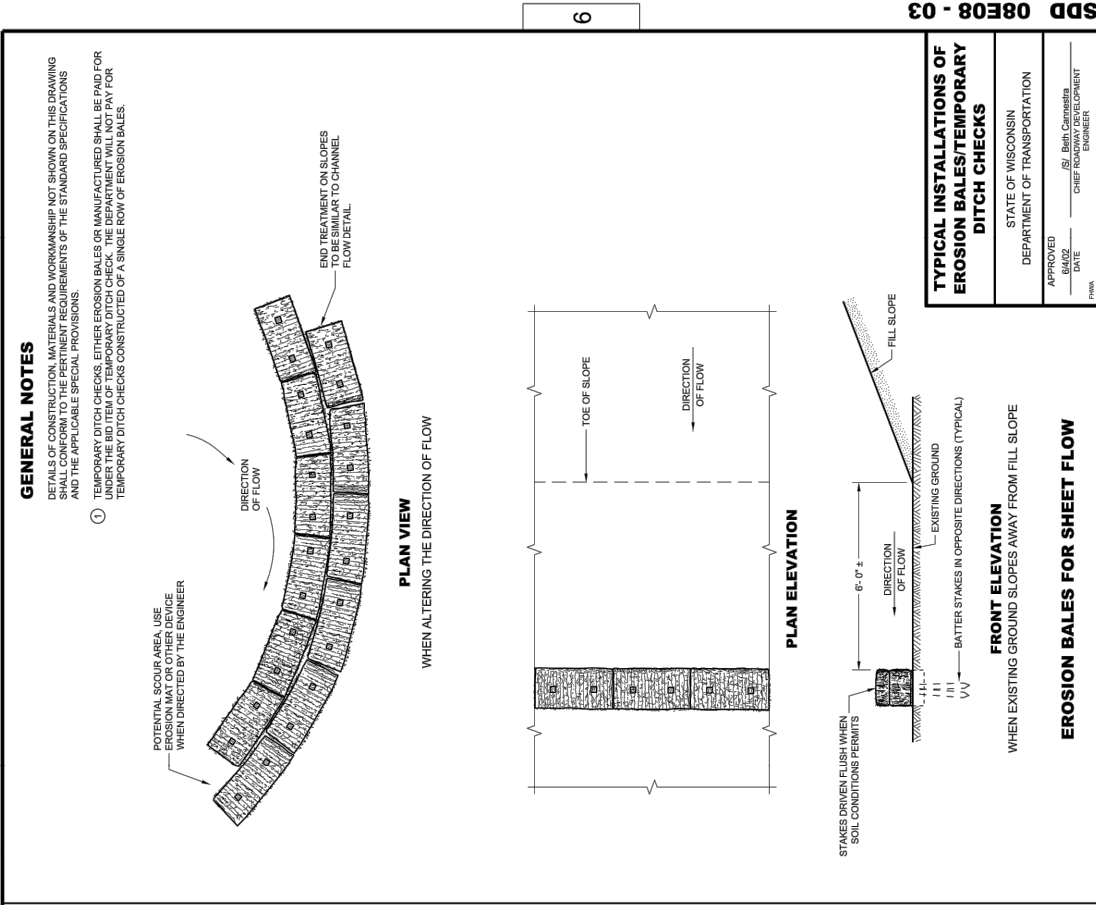 GENERAL NOTES
DETAILS OF CONSTRUCTION, MATERIALS AND WORKMANSHIP NOT SHOWN ON THIS DRAWING
SHALL CONFORM TO THE PERTINENT REQUIREMENTS OF THE STANDARD SPECIFICATIONS
AND THE APPLICABLE SPECIAL PROVISIONS.
1 TEMPORARY DITCH CHECKS, EITHER EROSION BALES OR MANUFACTURED SHALL BE PAID FOR
UNDER THE BID ITEM OF TEMPORARY DITCH CHECK. THE DEPARTMENT WILL NOT PAY FOR
TEMPORARY DITCH CHECKS CONSTRUCTED OF A SINGLE ROW OF EROSION BALES.
POTENTIAL SCOUR AREA, USE
EROSION MAT OR OTHER DEVICE
WHEN DIRECTED BY THE ENGINEER
DIRECTION
OF FLOW
END TREATMENT ON SLOPES
TO BE SIMILAR TO CHANNEL
FLOW DETAIL.
PLAN VIEW
WHEN ALTERING THE DIRECTION OF FLOW
TOE OF SLOPE
DIRECTION
OF FLOW
PLAN ELEVATION
STAKES DRIVEN FLUSH WHEN
SOIL CONDITIONS PERMITS
6'- 0" ±
DIRECTION
OF FLOW
FILL SLOPE
EXISTING GROUND
BATTER STAKES IN OPPOSITE DIRECTIONS (TYPICAL)
FRONT ELEVATION
WHEN EXISTING GROUND SLOPES AWAY FROM FILL SLOPE
EROSION BALES FOR SHEET FLOW
TYPICAL INSTALLATIONS OF
EROSION BALES/TEMPORARY
DITCH CHECKS
STATE OF WISCONSIN
DEPARTMENT OF TRANSPORTATION
APPROVED
6/4/02 /S/ Beth Cannestra
DATE CHIEF ROADWAY DEVELOPMENT
ENGINEER
FHWA
6
SDD 08E08 - 03